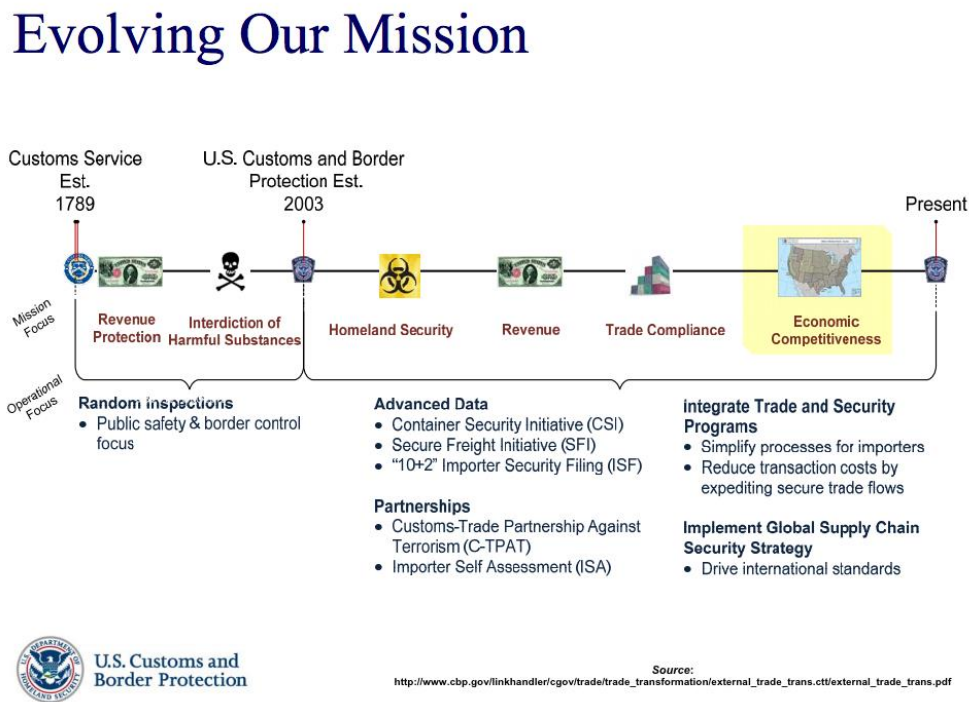 Evolving Our Mission
Customs Service
Est.
1789
U.S. Customs and Border
Protection Est.
2003
Present
Mission
Focus
Revenue
Protection
Interdiction of
Harmful Substances
Homeland Security
Revenue
Trade Compliance
Economic
Competitiveness
Operational
Focus
Random Inspections
• Public safety & border control
focus
Advanced Data
• Container Security Initiative (CSI)
• Secure Freight Initiative (SFI)
• “10+2” Importer Security Filing (ISF)
Partnerships
• Customs-Trade Partnership Against
Terrorism (C-TPAT)
• Importer Self Assessment (ISA)
integrate Trade and Security
Programs
• Simplify processes for importers
• Reduce transaction costs by
expediting secure trade flows
Implement Global Supply Chain
Security Strategy
• Drive international standards
U.S. DEPARTMENT OF
HOMELAND SECURITY
U.S. Customs and
Border Protection
Source:
http://www.cbp.gov/linkhandler/cgov/trade/trade_transformation/external_trade_trans.ctt/external_trade_trans.pdf